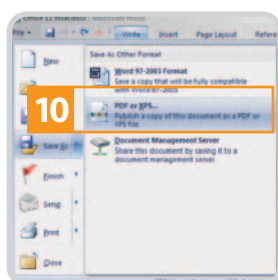 File
Write
Insert
Page Layout
Refere
New
Save As Other Format
Word 97-2003 Format
Save a copy that will be fully compatible
with Word 97-2003.
10
PDF or XPS...
Publish a copy of this document as a PDF or
XPS file.
Save As
Document Management Server
Share this document by saving it to a
document management server.
Finish
Send
Print
Close